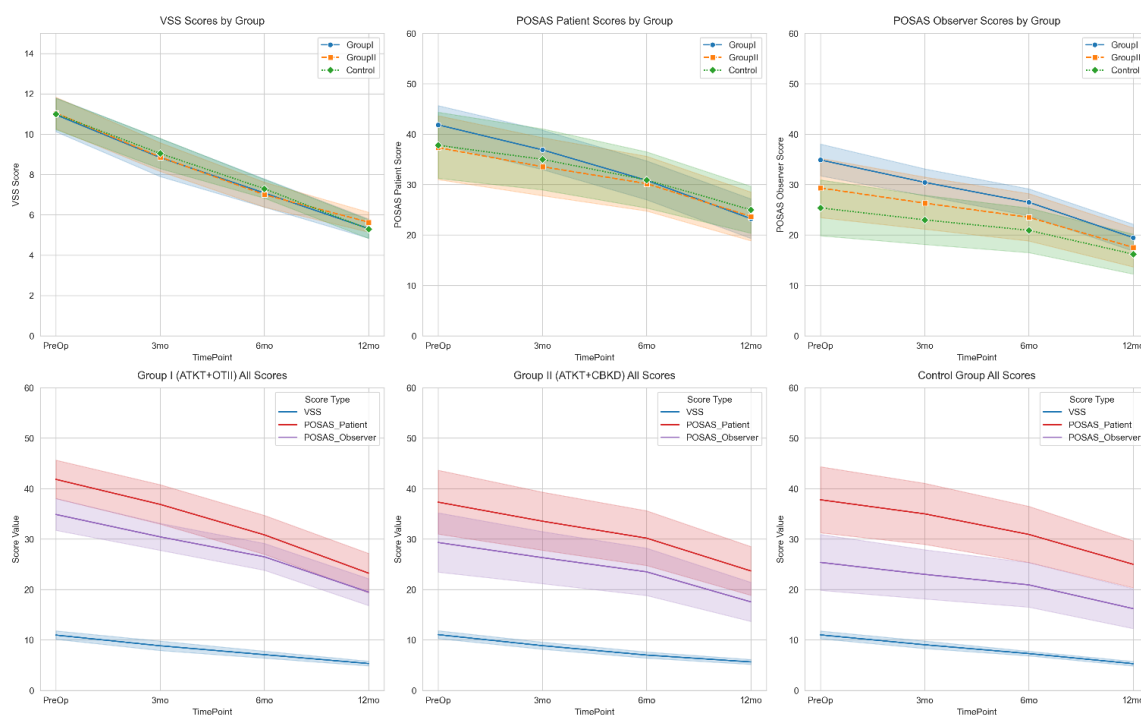 VSS Scores by Group
14
12
10
8
6
4
2
0
VSS Score
GroupI
GroupII
Control
PreOp
3mo
6mo
12mo
TimePoint
POSAS Patient Scores by Group
60
50
40
30
20
10
0
POSAS Patient Score
GroupI
GroupII
Control
PreOp
3mo
6mo
12mo
TimePoint
POSAS Observer Scores by Group
60
50
40
30
20
10
0
POSAS Observer Score
GroupI
GroupII
Control
PreOp
3mo
6mo
12mo
TimePoint
Group I (ATKT+OTII) All Scores
60
50
40
30
20
10
0
Score Value
Score Type
VSS
POSAS_Patient
POSAS_Observer
PreOp
3mo
6mo
12mo
TimePoint
Group II (ATKT+CBKD) All Scores
60
50
40
30
20
10
0
Score Value
Score Type
VSS
POSAS_Patient
POSAS_Observer
PreOp
3mo
6mo
12mo
TimePoint
Control Group All Scores
60
50
40
30
20
10
0
Score Value
Score Type
VSS
POSAS_Patient
POSAS_Observer
PreOp
3mo
6mo
12mo
TimePoint